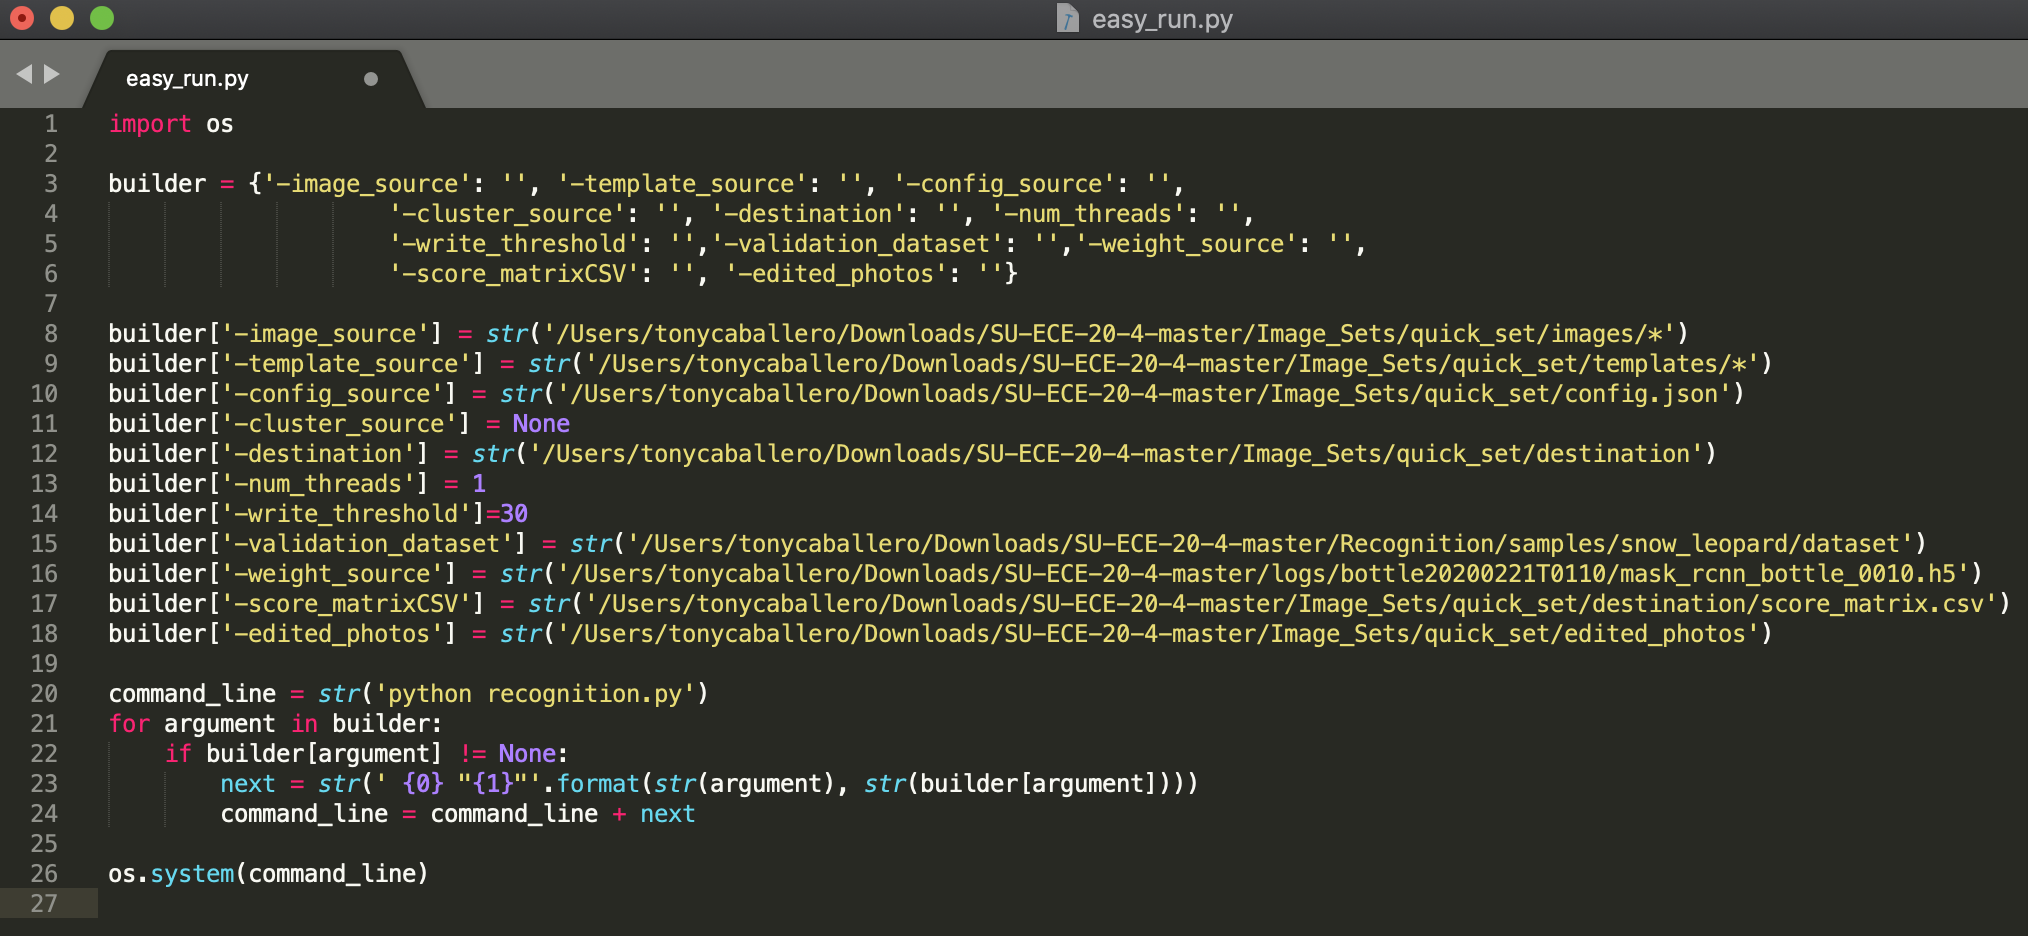 easy_run.py
easy_run.py
1 import os
2
3 builder = {'-image_source': '', '-template_source': '', '-config_source': '',
4                     '-cluster_source': '', '-destination': '', '-num_threads': '',
5                     '-write_threshold': '','-validation_dataset': '','-weight_source': '',
6                     '-score_matrixCSV': '', '-edited_photos': ''}
7
8 builder['-image_source'] = str('/Users/tonycaballero/Downloads/SU-ECE-20-4-master/Image_Sets/quick_set/images/*')
9 builder['-template_source'] = str('/Users/tonycaballero/Downloads/SU-ECE-20-4-master/Image_Sets/quick_set/templates/*')
10 builder['-config_source'] = str('/Users/tonycaballero/Downloads/SU-ECE-20-4-master/Image_Sets/quick_set/config.json')
11 builder['-cluster_source'] = None
12 builder['-destination'] = str('/Users/tonycaballero/Downloads/SU-ECE-20-4-master/Image_Sets/quick_set/destination')
13 builder['-num_threads'] = 1
14 builder['-write_threshold']=30
15 builder['-validation_dataset'] = str('/Users/tonycaballero/Downloads/SU-ECE-20-4-master/Recognition/samples/snow_leopard/dataset')
16 builder['-weight_source'] = str('/Users/tonycaballero/Downloads/SU-ECE-20-4-master/logs/bottle20200221T0110/mask_rcnn_bottle_0010.h5')
17 builder['-score_matrixCSV'] = str('/Users/tonycaballero/Downloads/SU-ECE-20-4-master/Image_Sets/quick_set/destination/score_matrix.csv')
18 builder['-edited_photos'] = str('/Users/tonycaballero/Downloads/SU-ECE-20-4-master/Image_Sets/quick_set/edited_photos')
19
20 command_line = str('python recognition.py')
21 for argument in builder:
22     if builder[argument] != None:
23         next = str(' {0} "{1}"'.format(str(argument), str(builder[argument])))
24         command_line = command_line + next
25
26 os.system(command_line)
27